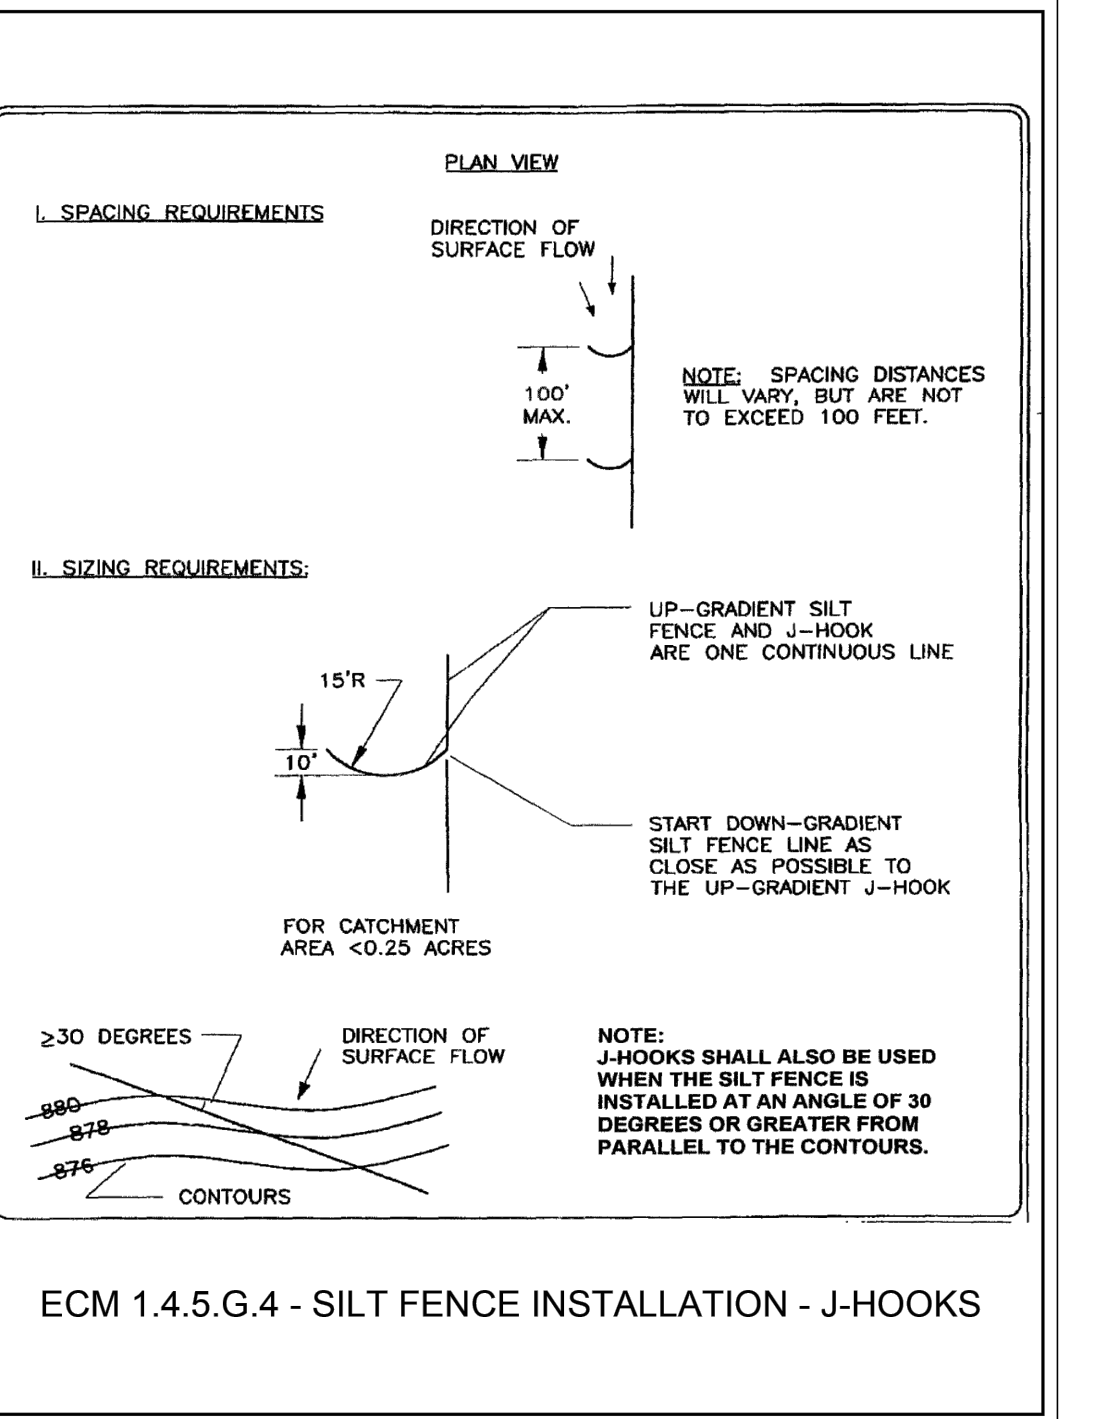 PLAN VIEW
I. SPACING REQUIREMENTS
DIRECTION OF
SURFACE FLOW
100'
MAX.
NOTE: SPACING DISTANCES
WILL VARY, BUT ARE NOT
TO EXCEED 100 FEET.
II. SIZING REQUIREMENTS:
UP-GRADIENT SILT
FENCE AND J-HOOK
ARE ONE CONTINUOUS LINE
15'R
10'
START DOWN-GRADIENT
SILT FENCE LINE AS
CLOSE AS POSSIBLE TO
THE UP-GRADIENT J-HOOK
FOR CATCHMENT
AREA <0.25 ACRES
≥30 DEGREES
DIRECTION OF
SURFACE FLOW
880
878
876
CONTOURS
NOTE:
J-HOOKS SHALL ALSO BE USED
WHEN THE SILT FENCE IS
INSTALLED AT AN ANGLE OF 30
DEGREES OR GREATER FROM
PARALLEL TO THE CONTOURS.
ECM 1.4.5.G.4 - SILT FENCE INSTALLATION - J-HOOKS